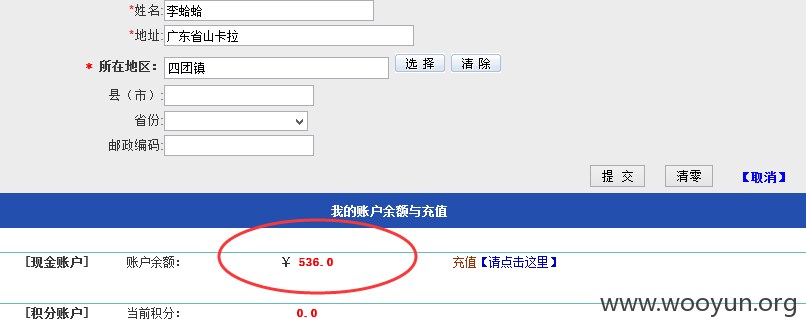 *姓名: 李蛤蛤
*地址: 广东省山卡拉
* 所在地区: 四团镇 选 择 清 除
县（市）:
省份:
邮政编码:
提 交 清零 【取消】
我的账户余额与充值
[现金账户] 账户余额: ￥ 536.0 充值【请点击这里】
[积分账户] 当前积分: 0.0
www.wooyun.org